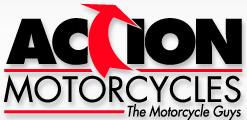 ACTION
MOTORCYCLES
The Motorcycle Guys